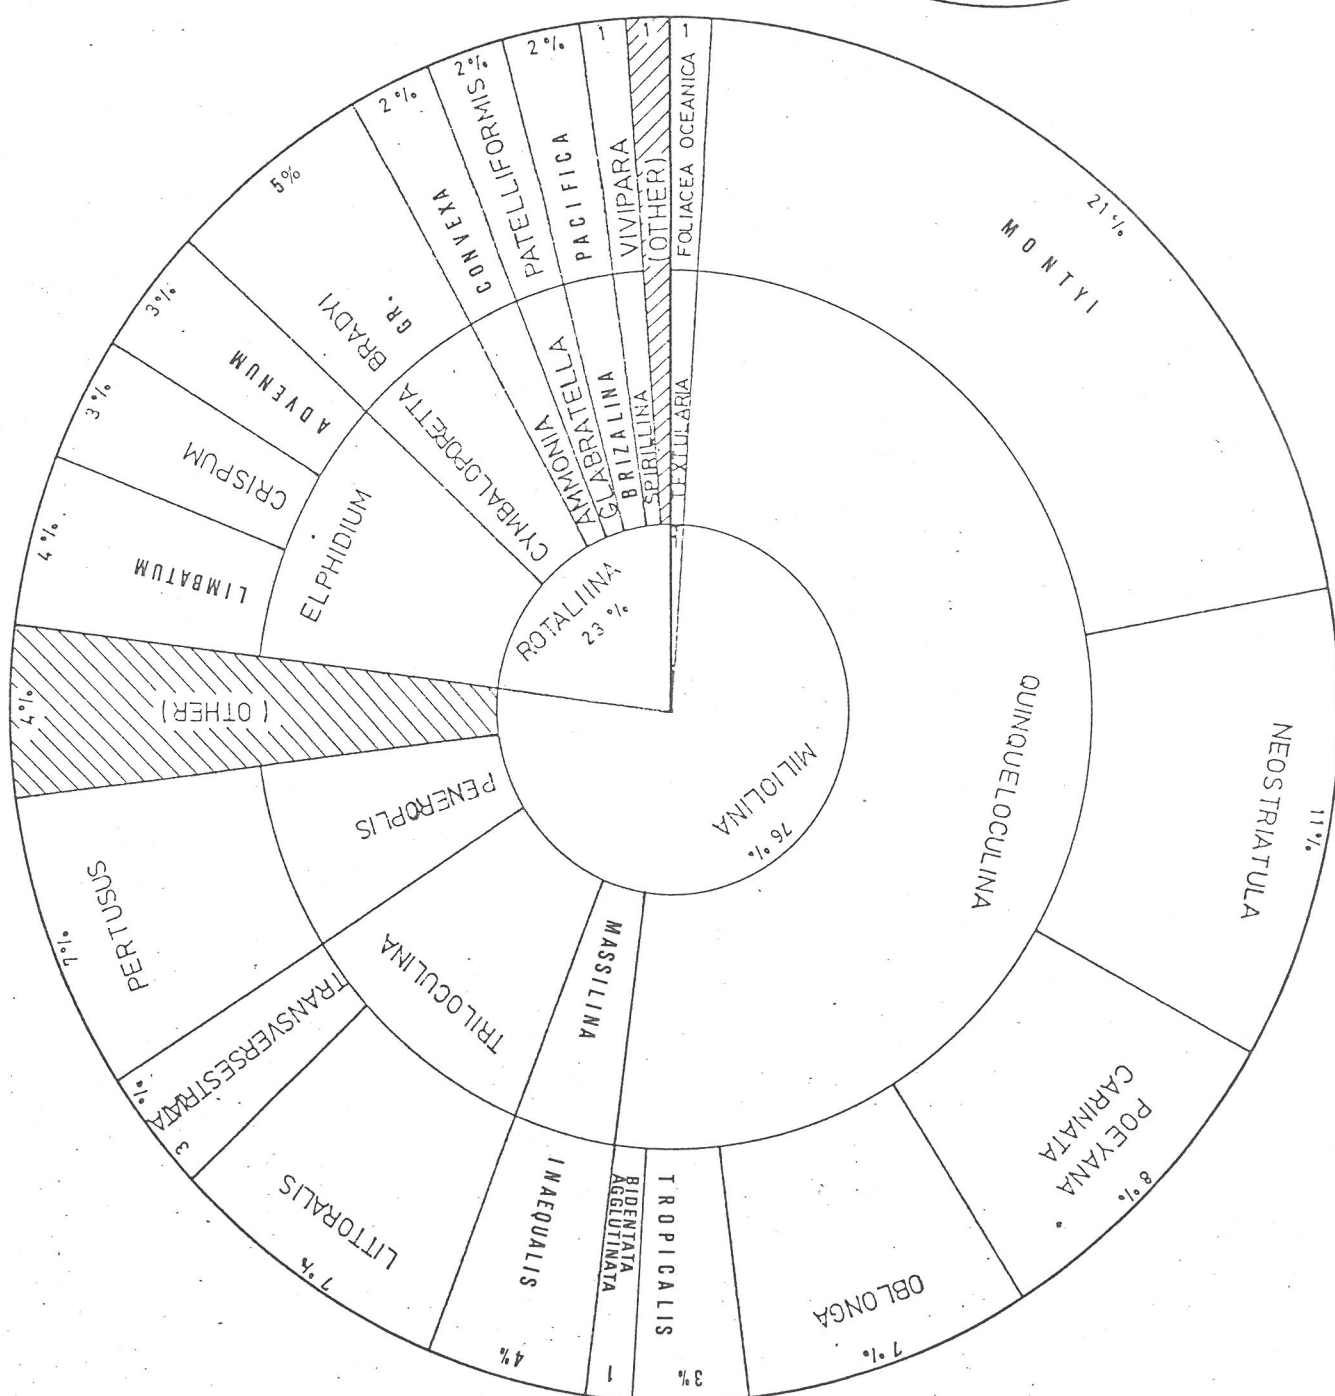 1
FOLIACEA OCEANICA
TEXTULARIA
21%
MONTYI
11%
NEOSTRIATULA
8%
POEYANA
CARINATA
7%
OBLONGA
3%
TROPICALIS
1
BIDENTATA
AGGLUTINATA
QUINQUELOCULINA
4%
INAEQUALIS
MASSILINA
7%
LITTORALIS
3 %
TRANSVERSESTRIATA
TRILOCULINA
7%
PERTUSUS
PENEROPLIS
4%
(OTHER)
MILIOLINA
76 %
4%
LIMBATUM
3%
CRISPUM
3%
ADVENUM
ELPHIDIUM
5%
BRADYI
GR.
CYMBALOPORETTA
2%
CONVEXA
AMMONIA
2%
PATELLIFORMIS
GLABRATELLA
2%
PACIFICA
BRIZALINA
1
VIVIPARA
SPIRILLINA
1
(OTHER)
ROTALIINA
23 %